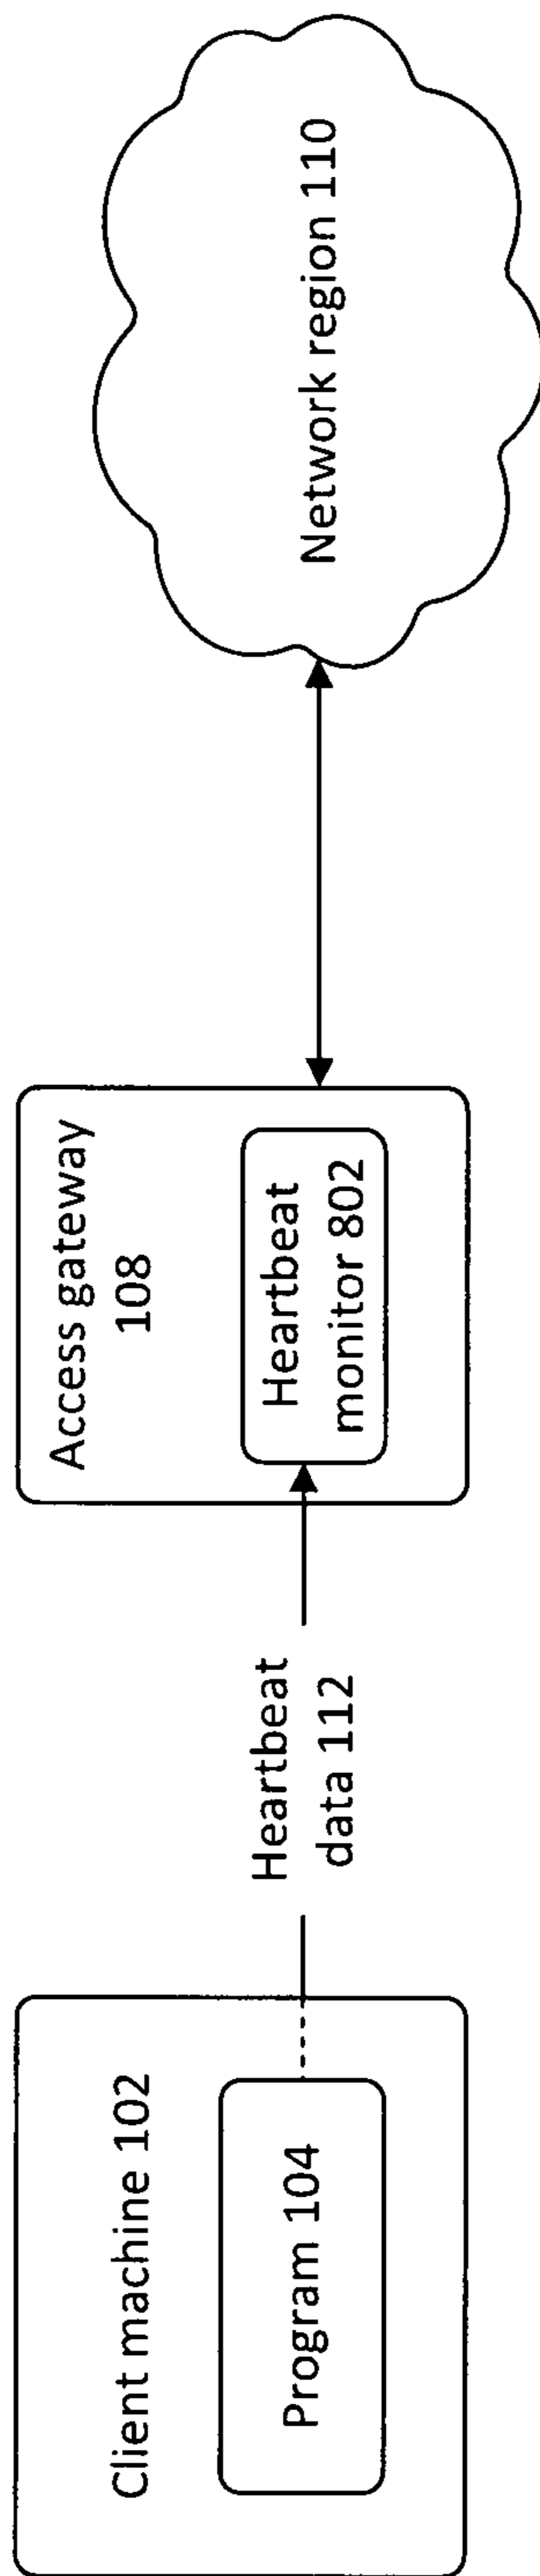 Client machine 102
Program 104
Heartbeat
data 112
Access gateway
108
Heartbeat
monitor 802
Network region 110